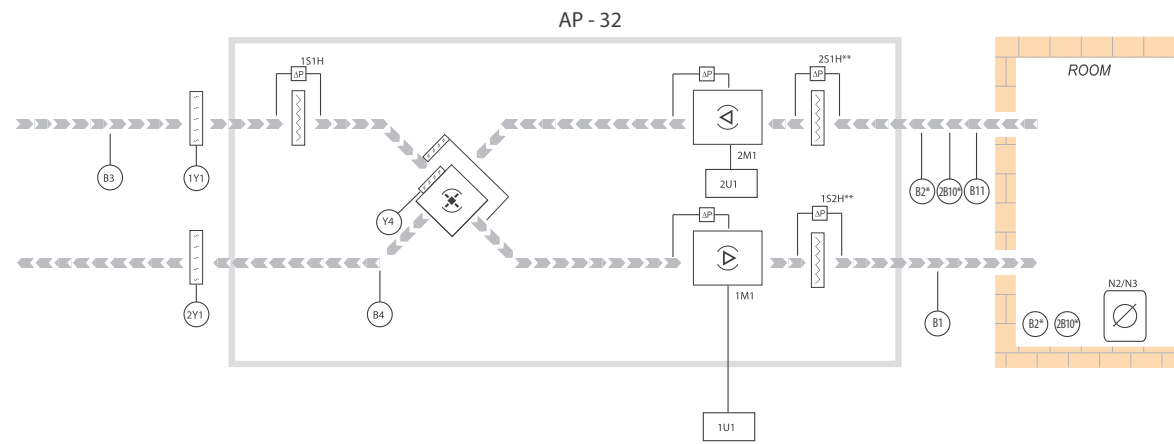 AP - 32
1S1H
ΔP
ΔP
2S1H**
ΔP
ROOM
2M1
B3
1Y1
2U1
B2*
2B10*
B11
1S2H**
Y4
ΔP
ΔP
1M1
N2/N3
2Y1
B4
B1
B2*
2B10*
1U1